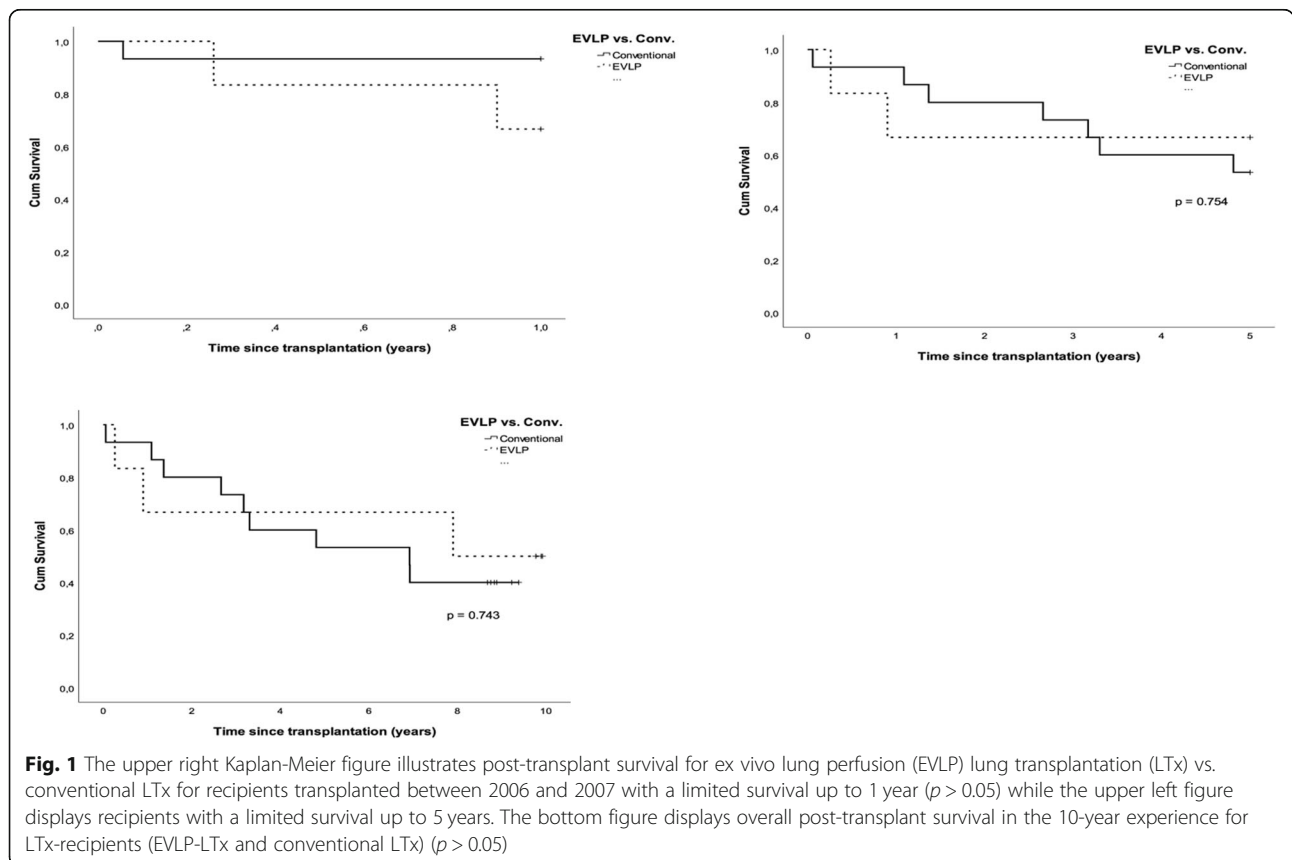 EVLP vs. Conv.
Conventional
EVLP
...
1,0
0,8
0,6
0,4
0,2
0,0
Cum Survival
,0 ,2 ,4 ,6 ,8 1,0
Time since transplantation (years)
EVLP vs. Conv.
Conventional
EVLP
...
1,0
0,8
0,6
0,4
0,2
0,0
Cum Survival
p = 0.754
0 1 2 3 4 5
Time since transplantation (years)
EVLP vs. Conv.
Conventional
EVLP
...
1,0
0,8
0,6
0,4
0,2
0,0
Cum Survival
p = 0.743
0 2 4 6 8 10
Time since transplantation (years)
Fig. 1 The upper right Kaplan-Meier figure illustrates post-transplant survival for ex vivo lung perfusion (EVLP) lung transplantation (LTx) vs.
conventional LTx for recipients transplanted between 2006 and 2007 with a limited survival up to 1 year (p > 0.05) while the upper left figure
displays recipients with a limited survival up to 5 years. The bottom figure displays overall post-transplant survival in the 10-year experience for
LTx-recipients (EVLP-LTx and conventional LTx) (p > 0.05)